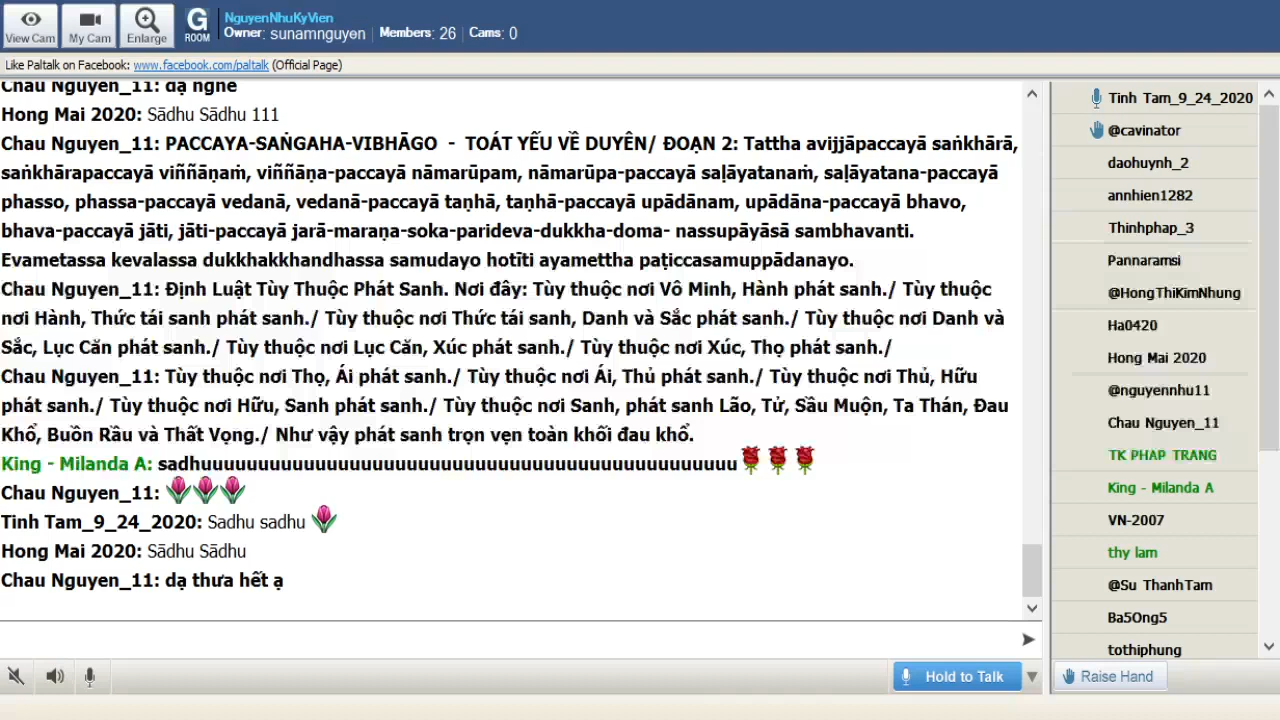 View Cam
My Cam
Enlarge
G
ROOM
NguyenNhuKyVien
Owner: sunamnguyen | Members: 26 | Cams: 0
Like Paltalk on Facebook: www.facebook.com/paltalk (Official Page)
Chau Nguyen_11: dạ nghe
Hong Mai 2020: Sādhu Sādhu 111
Chau Nguyen_11: PACCAYA-SAṄGAHA-VIBHĀGO - TOÁT YẾU VỀ DUYÊN/ ĐOẠN 2: Tattha avijjāpaccayā saṅkhārā,
saṅkhārapaccayā viññāṇaṁ, viññāṇa-paccayā nāmarūpam, nāmarūpa-paccayā saḷāyatanaṁ, saḷāyatana-paccayā
phasso, phassa-paccayā vedanā, vedanā-paccayā taṇhā, taṇhā-paccayā upādānam, upādāna-paccayā bhavo,
bhava-paccayā jāti, jāti-paccayā jarā-maraṇa-soka-parideva-dukkha-doma- nassupāyāsā sambhavanti.
Evametassa kevalassa dukkhakkhandhassa samudayo hotīti ayamettha paṭiccasamuppādanayo.
Chau Nguyen_11: Định Luật Tùy Thuộc Phát Sanh. Nơi đây: Tùy thuộc nơi Vô Minh, Hành phát sanh./ Tùy thuộc
nơi Hành, Thức tái sanh phát sanh./ Tùy thuộc nơi Thức tái sanh, Danh và Sắc phát sanh./ Tùy thuộc nơi Danh và
Sắc, Lục Căn phát sanh./ Tùy thuộc nơi Lục Căn, Xúc phát sanh./ Tùy thuộc nơi Xúc, Thọ phát sanh./
Chau Nguyen_11: Tùy thuộc nơi Thọ, Ái phát sanh./ Tùy thuộc nơi Ái, Thủ phát sanh./ Tùy thuộc nơi Thủ, Hữu
phát sanh./ Tùy thuộc nơi Hữu, Sanh phát sanh./ Tùy thuộc nơi Sanh, phát sanh Lão, Tử, Sầu Muộn, Ta Thán, Đau
Khổ, Buồn Rầu và Thất Vọng./ Như vậy phát sanh trọn vẹn toàn khối đau khổ.
King - Milanda A: sadhuuuuuuuuuuuuuuuuuuuuuuuuuuuuuuuuuuuuuuuuuuuuuuu
Chau Nguyen_11:
Tinh Tam_9_24_2020: Sadhu sadhu
Hong Mai 2020: Sādhu Sādhu
Chau Nguyen_11: dạ thưa hết ạ
Hold to Talk
Tinh Tam_9_24_2020
@cavinator
daohuynh_2
annhien1282
Thinhphap_3
Pannaramsi
@HongThiKimNhung
Ha0420
Hong Mai 2020
@nguyennhu11
Chau Nguyen_11
TK PHAP TRANG
King - Milanda A
VN-2007
thy lam
@Su ThanhTam
Ba5Ong5
tothiphung
Raise Hand